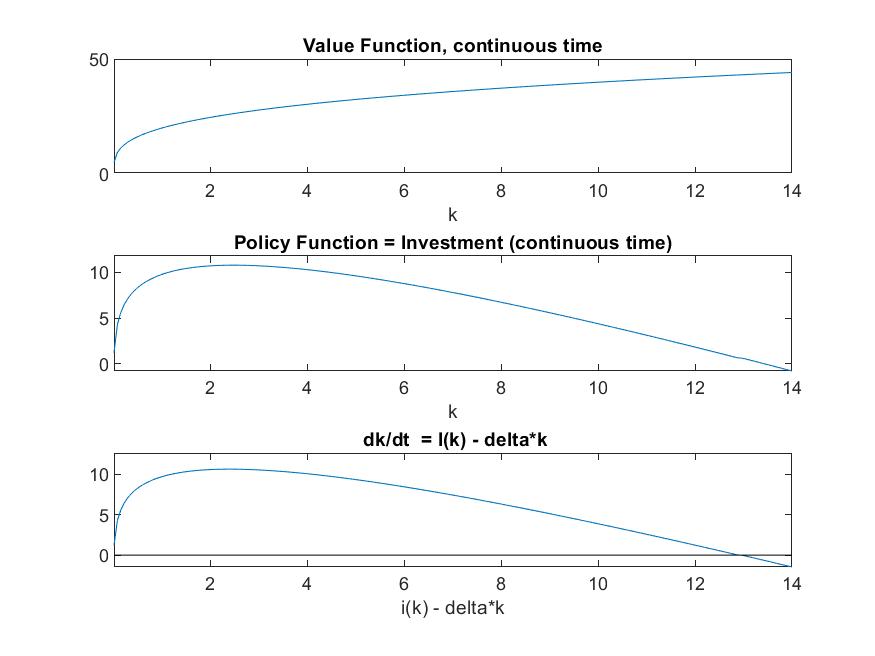 Value Function, continuous time
50
0
2 4 6 8 10 12 14
k
Policy Function = Investment (continuous time)
10
5
0
2 4 6 8 10 12 14
k
dk/dt = I(k) - delta*k
10
5
0
2 4 6 8 10 12 14
i(k) - delta*k